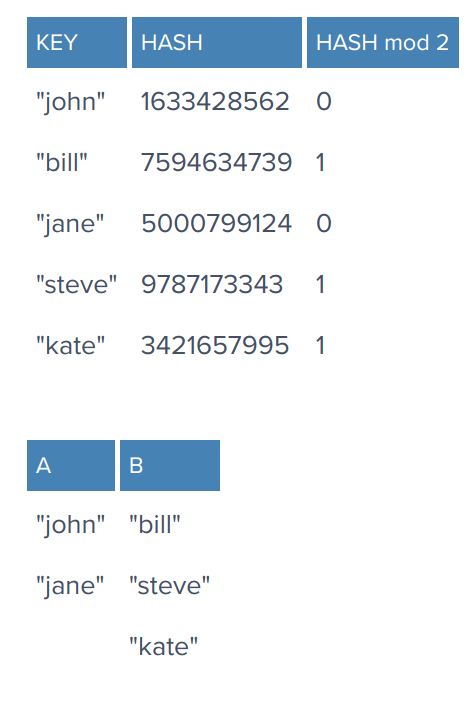 KEY HASH HASH mod 2
"john" 1633428562 0
"bill" 7594634739 1
"jane" 5000799124 0
"steve" 9787173343 1
"kate" 3421657995 1
A B
"john" "bill"
"jane" "steve"
"kate"